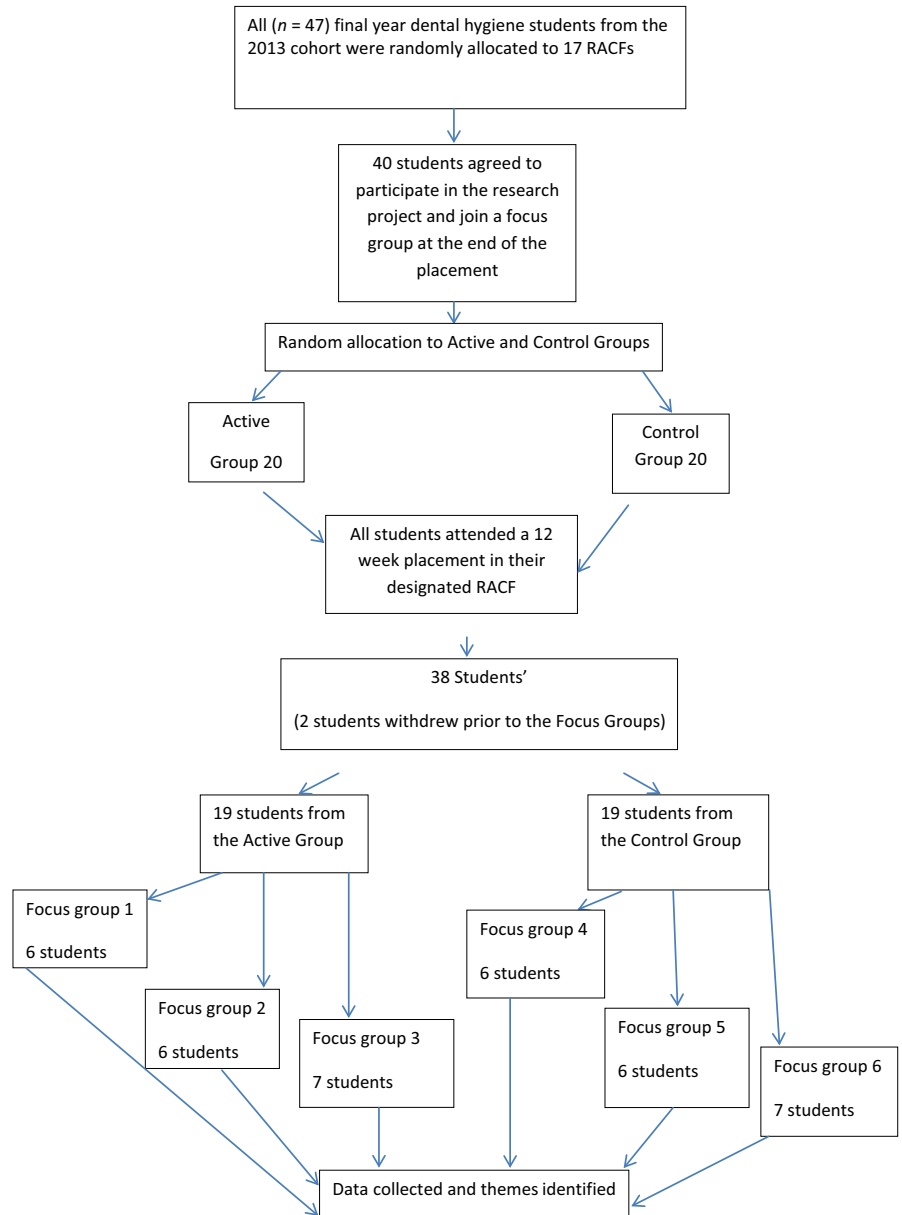 All (n = 47) final year dental hygiene students from the
2013 cohort were randomly allocated to 17 RACFs
40 students agreed to
participate in the research
project and join a focus
group at the end of the
placement
Random allocation to Active and Control Groups
Active
Group 20
Control
Group 20
All students attended a 12
week placement in their
designated RACF
38 Students’
(2 students withdrew prior to the Focus Groups)
19 students from
the Active Group
19 students from
the Control Group
Focus group 1
6 students
Focus group 2
6 students
Focus group 3
7 students
Focus group 4
6 students
Focus group 5
6 students
Focus group 6
7 students
Data collected and themes identified